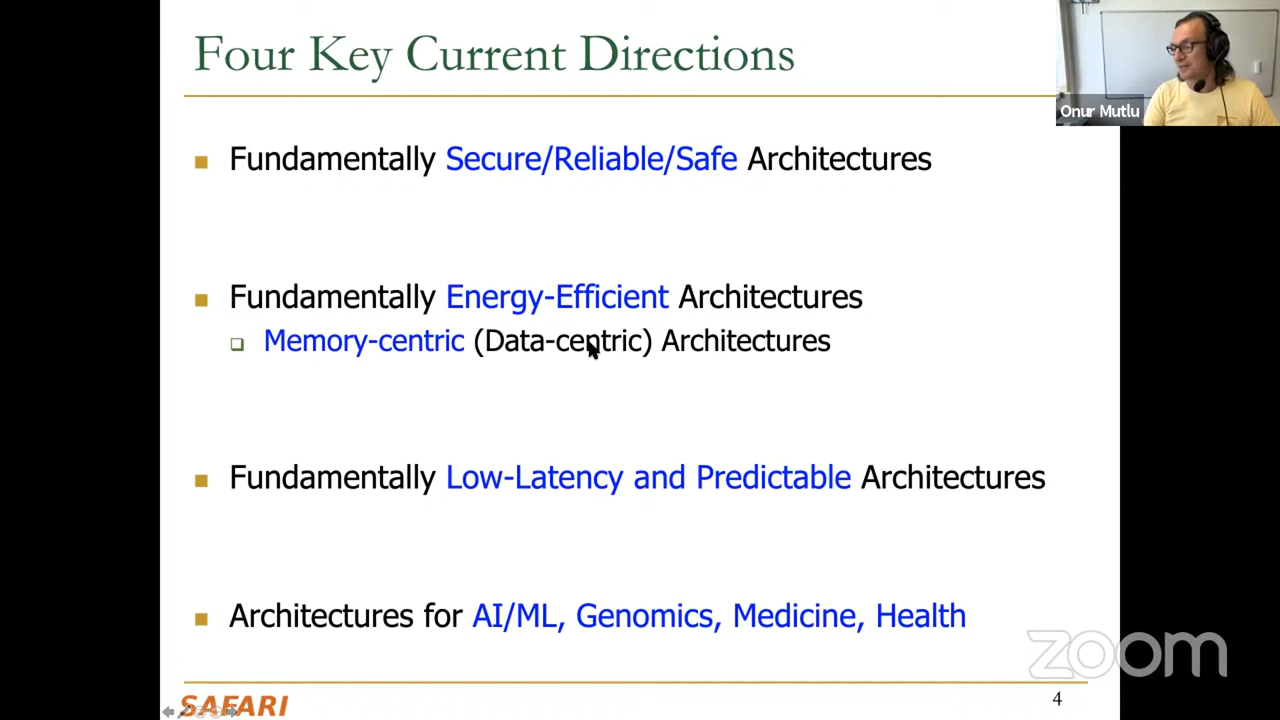 Four Key Current Directions
Onur Mutlu
Fundamentally Secure/Reliable/Safe Architectures
Fundamentally Energy-Efficient Architectures
Memory-centric (Data-centric) Architectures
Fundamentally Low-Latency and Predictable Architectures
Architectures for AI/ML, Genomics, Medicine, Health
zoom
SAFARI
4